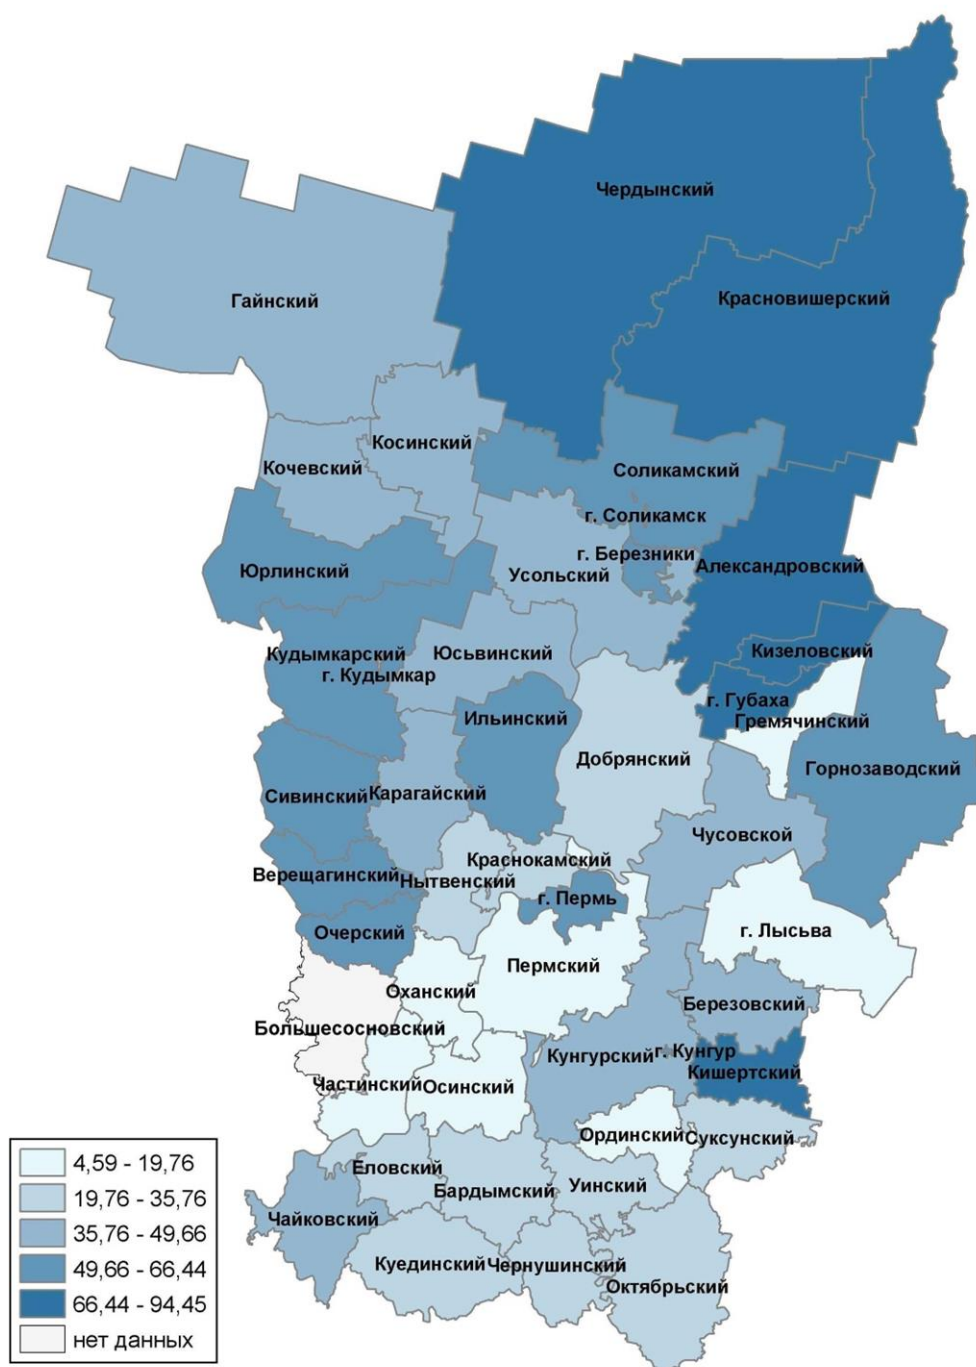 Чердынский
Красновишерский
Гайнский
Косинский
Кочевский
Соликамский
г. Соликамск
г. Березники
Усольский
Александровский
Юрлинский
Кудымкарский
г. Кудымкар
Юсьвинский
Кизеловский
г. Губаха
Гремячинский
Ильинский
Добрянский
Горнозаводский
Сивинский
Карагайский
Чусовской
Краснокамский
Верещагинский
Нытвенский
г. Пермь
Очерский
г. Лысьва
Пермский
Оханский
Березовский
Большесосновский
Кунгурский
г. Кунгур
Кишертский
Частинский
Осинский
Ординский
Суксунский
Еловский
Бардымский
Уинский
Чайковский
Куединский
Чернушинский
Октябрьский
4,59 - 19,76
19,76 - 35,76
35,76 - 49,66
49,66 - 66,44
66,44 - 94,45
нет данных